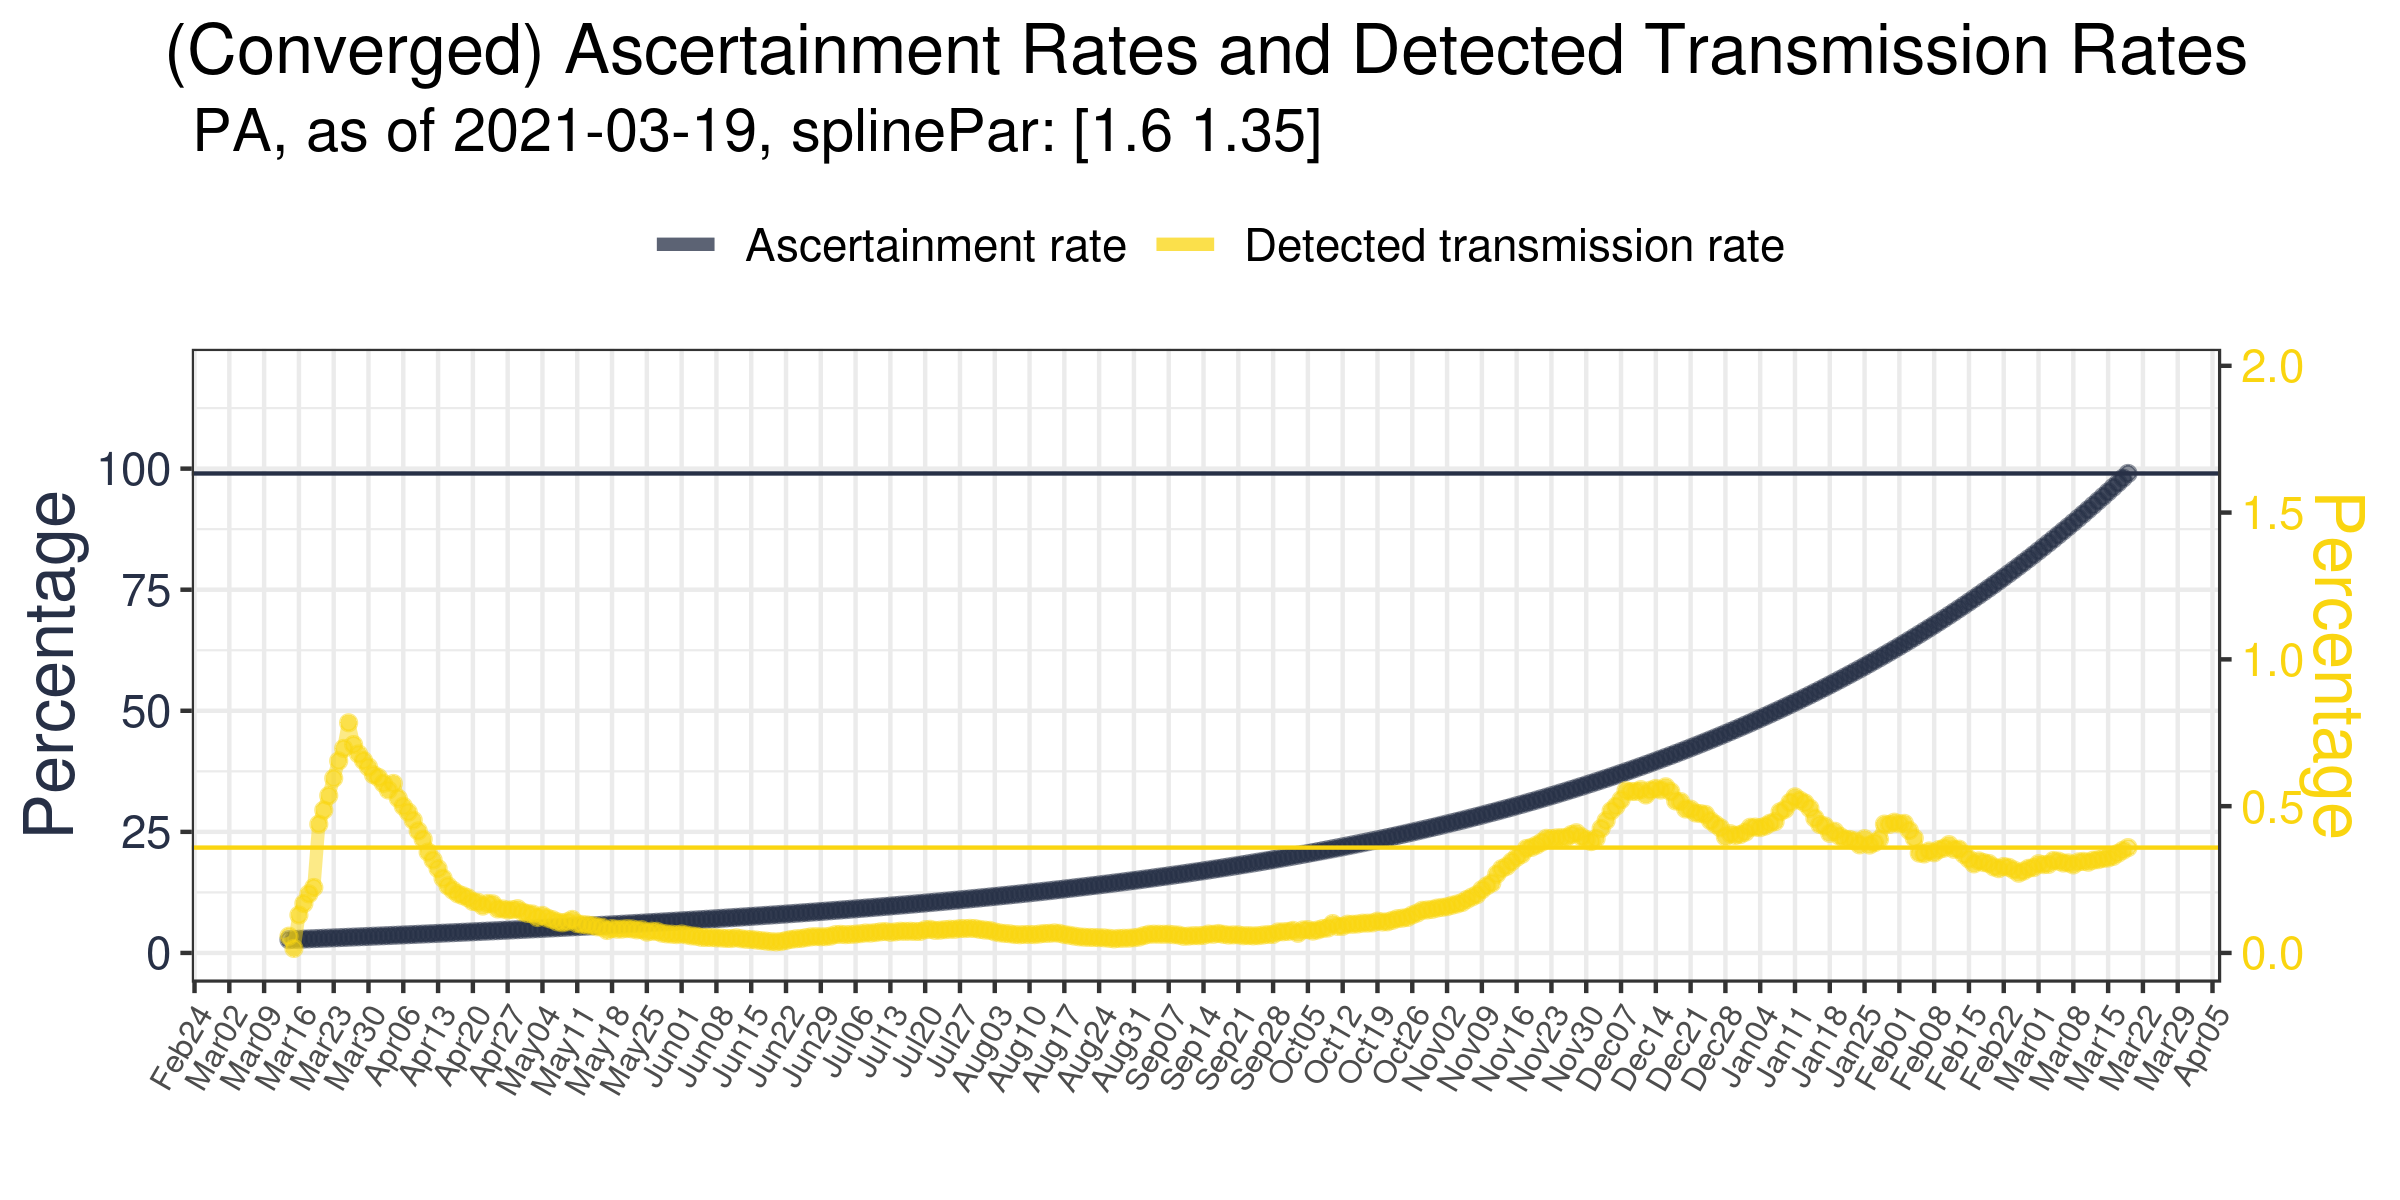 (Converged) Ascertainment Rates and Detected Transmission Rates
PA, as of 2021-03-19, splinePar: [1.6 1.35]
Ascertainment rate Detected transmission rate
Percentage
100
75
50
25
0
2.0
1.5
1.0
0.5
0.0
Percentage
Feb24 Mar02 Mar09 Mar16 Mar23 Mar30 Apr06 Apr13 Apr20 Apr27 May04 May11 May18 May25 Jun01 Jun08 Jun15 Jun22 Jun29 Jul06 Jul13 Jul20 Jul27 Aug03 Aug10 Aug17 Aug24 Aug31 Sep07 Sep14 Sep21 Sep28 Oct05 Oct12 Oct19 Oct26 Nov02 Nov09 Nov16 Nov23 Nov30 Dec07 Dec14 Dec21 Dec28 Jan04 Jan11 Jan18 Jan25 Feb01 Feb08 Feb15 Feb22 Mar01 Mar08 Mar15 Mar22 Mar29 Apr05